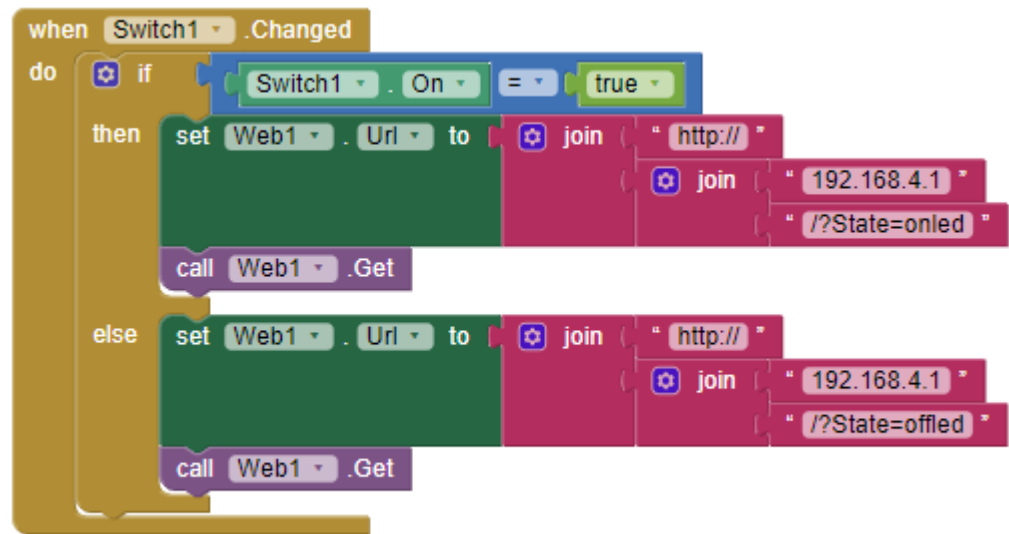 when Switch1 .Changed
do if Switch1 . On = true
then set Web1 . Url to join " http:// "
join " 192.168.4.1 "
" /?State=onled "
call Web1 .Get
else set Web1 . Url to join " http:// "
join " 192.168.4.1 "
" /?State=offled "
call Web1 .Get